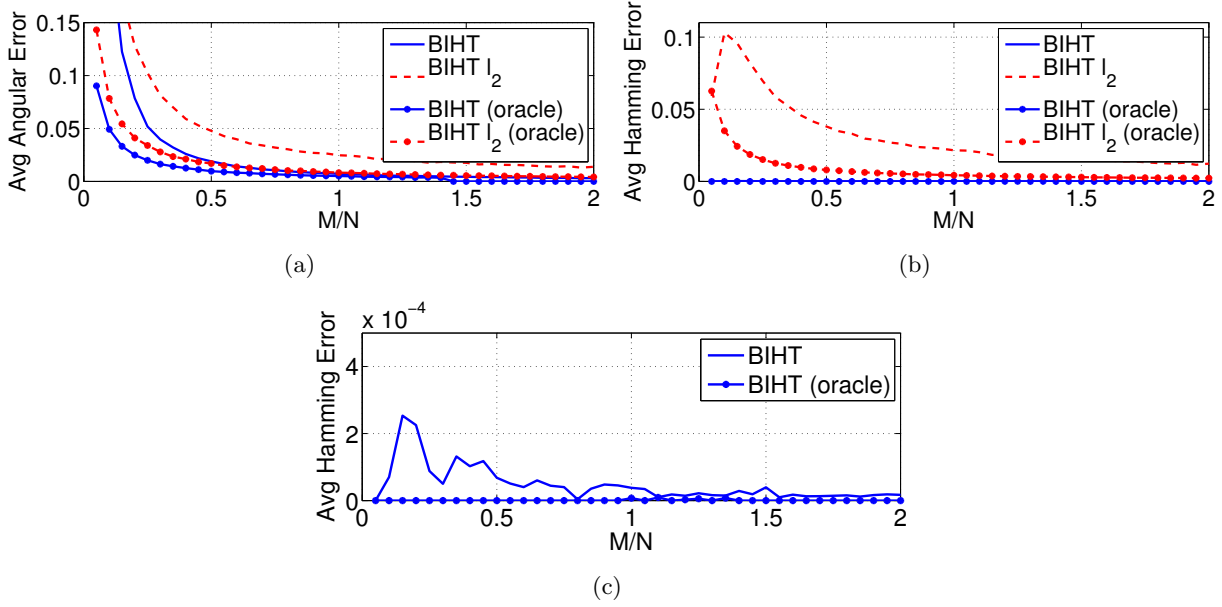 0.15
0.1
0.05
0
Avg Angular Error
BIHT
BIHT l2
BIHT (oracle)
BIHT l2 (oracle)
0 0.5 1 1.5 2
M/N
(a)
0.1
0.05
0
Avg Hamming Error
BIHT
BIHT l2
BIHT (oracle)
BIHT l2 (oracle)
0 0.5 1 1.5 2
M/N
(b)
x 10−4
4
2
0
Avg Hamming Error
BIHT
BIHT (oracle)
0 0.5 1 1.5 2
M/N
(c)